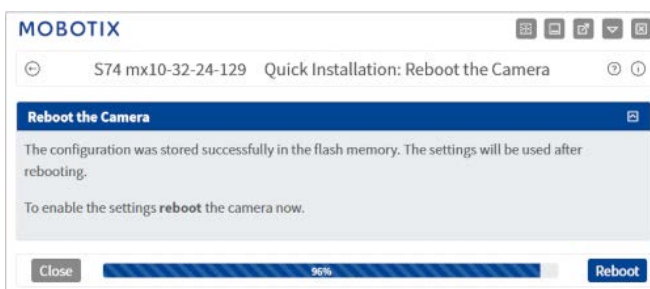 MOBOTIX
S74 mx10-32-24-129 Quick Installation: Reboot the Camera
Reboot the Camera
The configuration was stored successfully in the flash memory. The settings will be used after
rebooting.
To enable the settings reboot the camera now.
Close 96% Reboot